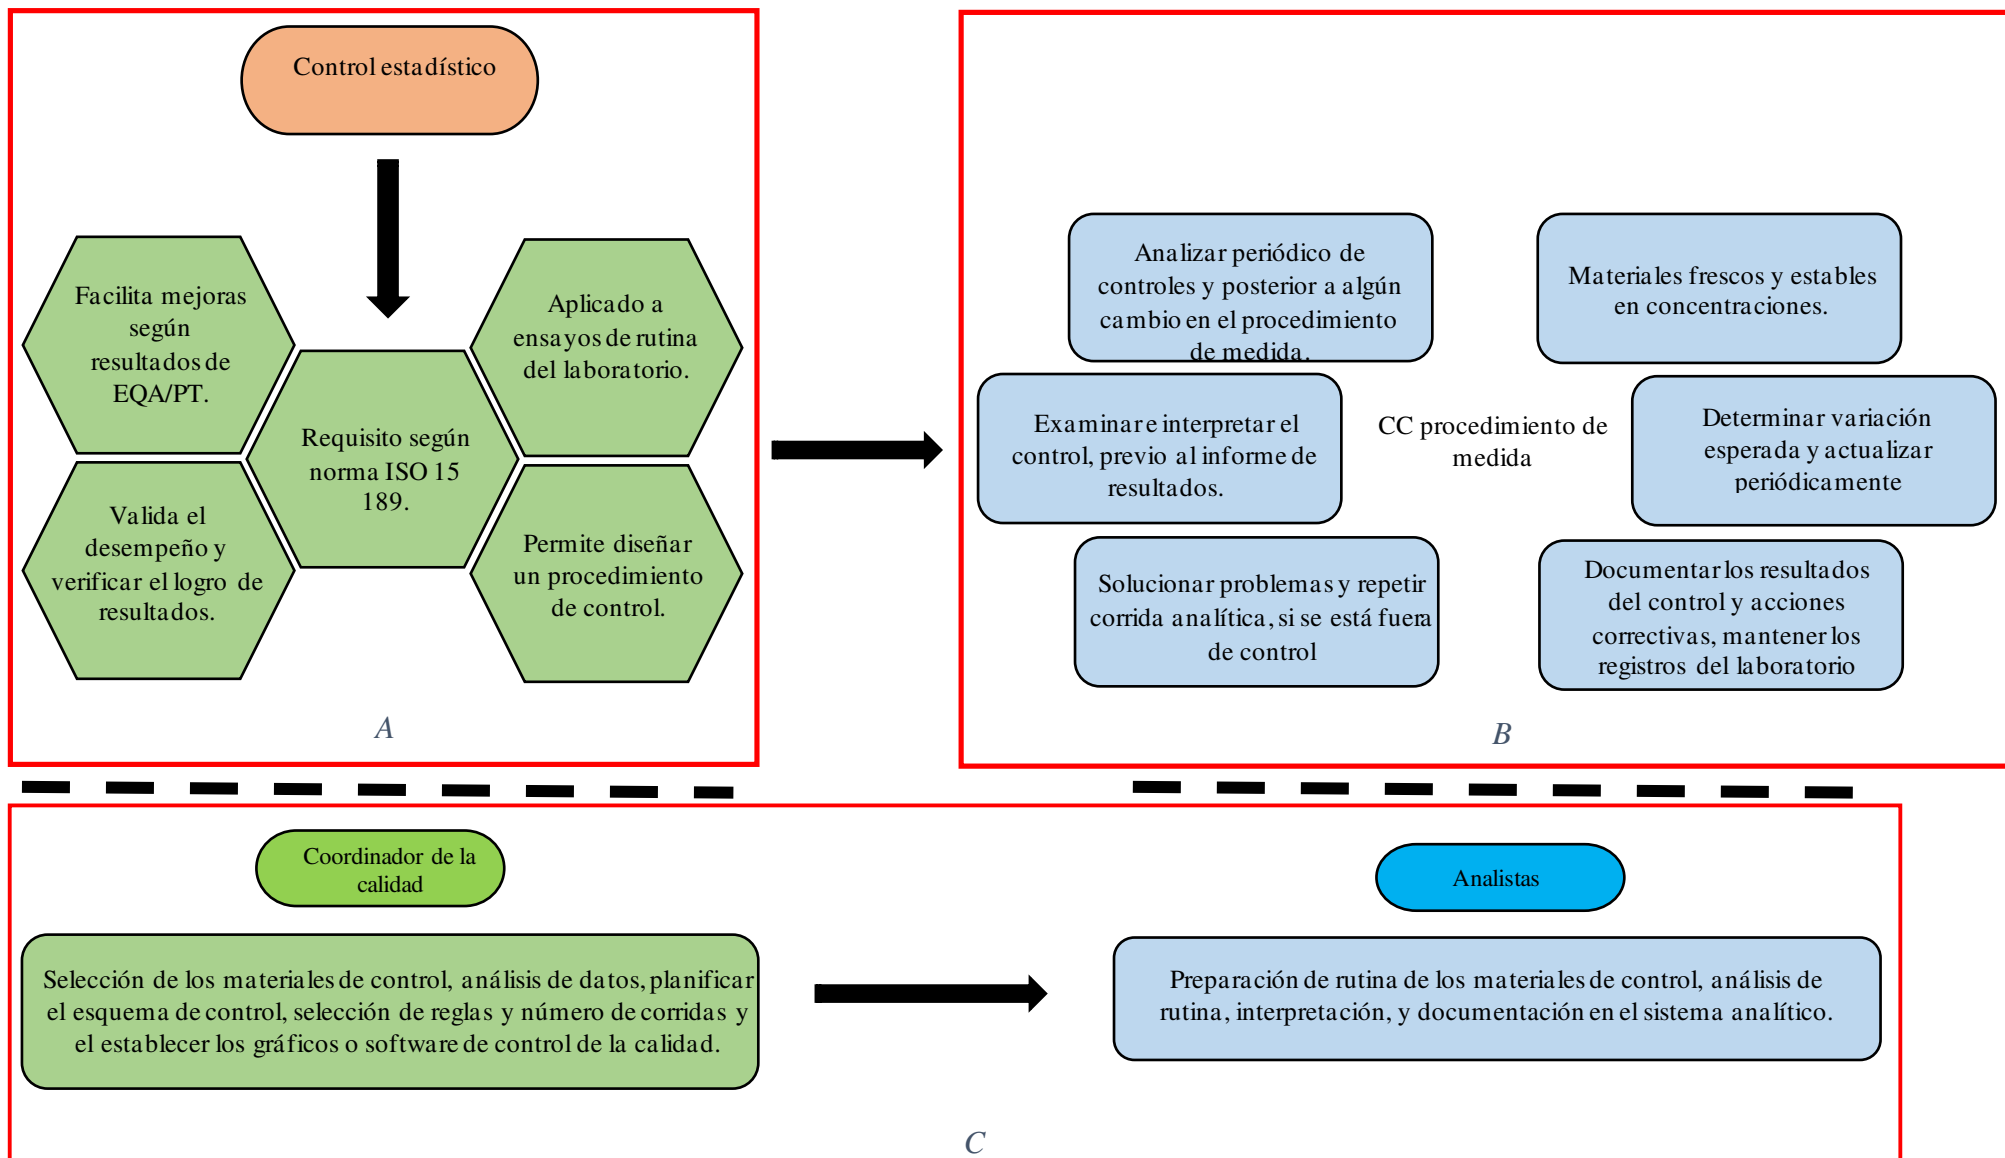 Control estadístico
Facilita mejoras
según
resultados de
EQA/PT.
Aplicado a
ensayos de rutina
del laboratorio.
Requisito según
norma ISO 15
189.
Valida el
desempeño y
verificar el logro de
resultados.
Permite diseñar
un procedimiento
de control.
A
Analizar periódico de
controles y posterior a algún
cambio en el procedimiento
de medida.
Materiales frescos y estables
en concentraciones.
Examinar e interpretar el
control, previo al informe de
resultados.
CC procedimiento de
medida
Determinar variación
esperada y actualizar
periódicamente
Solucionar problemas y repetir
corrida analítica, si se está fuera
de control
Documentar los resultados
del control y acciones
correctivas, mantener los
registros del laboratorio
B
Coordinador de la
calidad
Analistas
Selección de los materiales de control, análisis de datos, planificar
el esquema de control, selección de reglas y número de corridas y
el establecer los gráficos o software de control de la calidad.
Preparación de rutina de los materiales de control, análisis de
rutina, interpretación, y documentación en el sistema analítico.
C